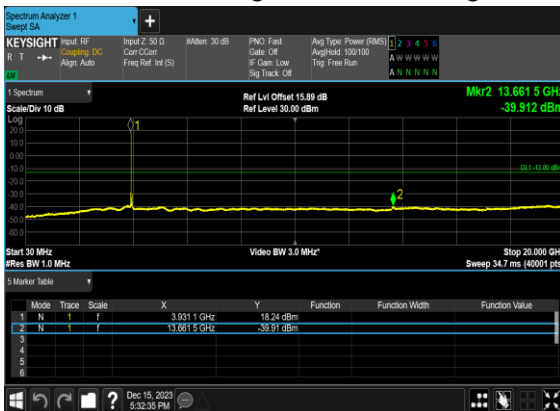 Spectrum Analyzer 1
Swept SA
KEYSIGHT Input: RF Input Z: 50 Ω #Atten: 30 dB PNO: Fast Avg Type: Power (RMS) 1 2 3 4 5 6
R T Coupling: DC Corr CCorr Gate: Off Avg|Hold: 100/100 A W W W W W
Align: Auto Freq Ref: Int (S) IF Gain: Low Trig: Free Run
LV Sig Track: Off A N N N N N
1 Spectrum Ref Lvl Offset 15.89 dB Mkr2 13.661 5 GHz
Scale/Div 10 dB Ref Level 30.00 dBm -39.912 dBm
Log
20.0
10.0
0.00
-10.0
-20.0
-30.0
-40.0
-50.0
-60.0
1
DL1 -13.00 dBm
2
Start 30 MHz Video BW 3.0 MHz* Stop 20.000 GHz
#Res BW 1.0 MHz Sweep 34.7 ms (40001 pts)
5 Marker Table
Mode Trace Scale X Y Function Function Width Function Value
1 N 1 f 3.931 1 GHz 18.24 dBm
2 N 1 f 13.661 5 GHz -39.91 dBm
3
4
5
6
? Dec 15, 2023
5:32:35 PM